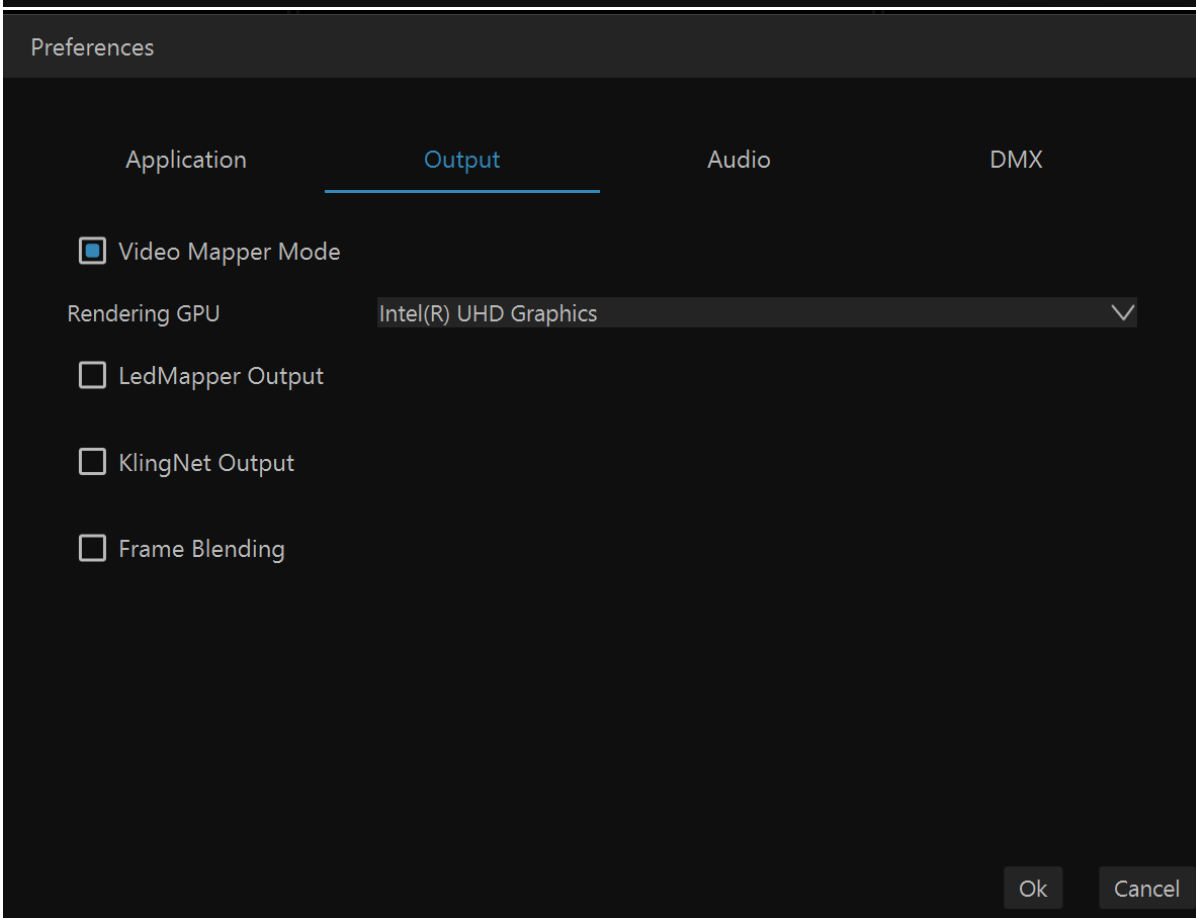 Preferences
Application Output Audio DMX
Video Mapper Mode
Rendering GPU Intel(R) UHD Graphics
LedMapper Output
KlingNet Output
Frame Blending
Ok Cancel